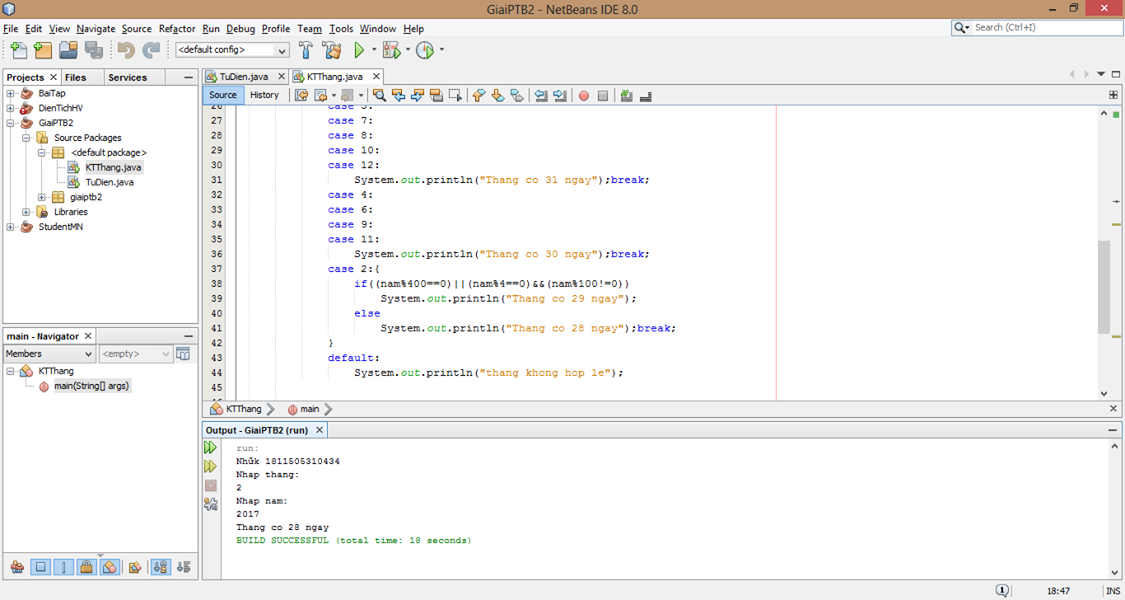 GiaiPTB2 - NetBeans IDE 8.0
File Edit View Navigate Source Refactor Run Debug Profile Team Tools Window Help
Search (Ctrl+I)
<default config>
Projects Files Services
BaiTap
DienTichHV
GiaiPTB2
Source Packages
<default package>
KTThang.java
TuDien.java
giaiptb2
Libraries
StudentMN
main - Navigator
Members <empty>
KTThang
main(String[] args)
TuDien.java KTThang.java
Source History
27 case 7:
28 case 8:
29 case 10:
30 case 12:
31 System.out.println("Thang co 31 ngay");break;
32 case 4:
33 case 6:
34 case 9:
35 case 11:
36 System.out.println("Thang co 30 ngay");break;
37 case 2:{
38 if((nam%400==0)||(nam%4==0)&&(nam%100!=0))
39 System.out.println("Thang co 29 ngay");
40 else
41 System.out.println("Thang co 28 ngay");break;
42 }
43 default:
44 System.out.println("thang khong hop le");
45
KTThang main
Output - GiaiPTB2 (run)
run:
1811505310434
Nhap thang:
2
Nhap nam:
2017
Thang co 28 ngay
BUILD SUCCESSFUL (total time: 18 seconds)
1 18:47 INS